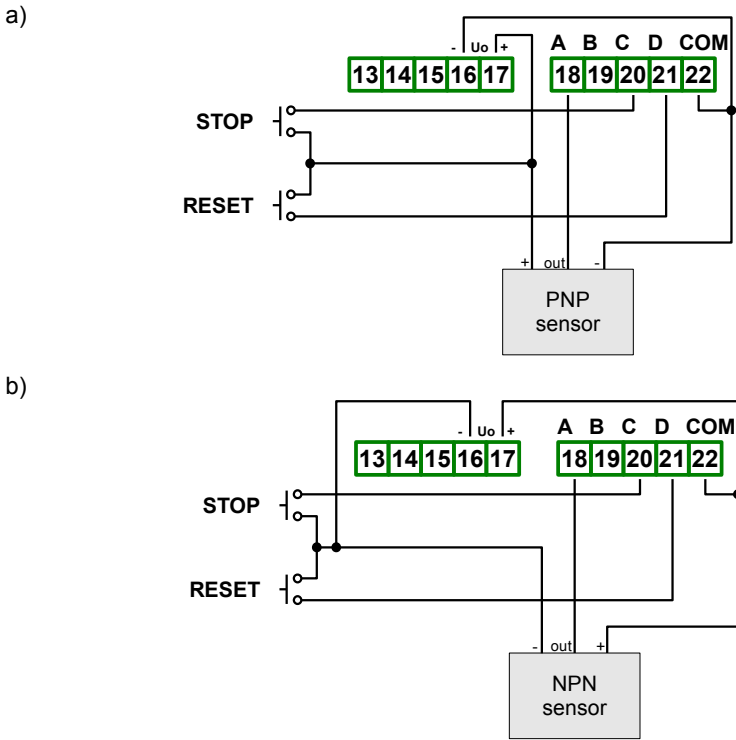 a)
- Uo +
A B C D COM
13 14 15 16 17
18 19 20 21 22
STOP
RESET
+ out -
PNP
sensor
b)
- Uo +
A B C D COM
13 14 15 16 17
18 19 20 21 22
STOP
RESET
- out +
NPN
sensor